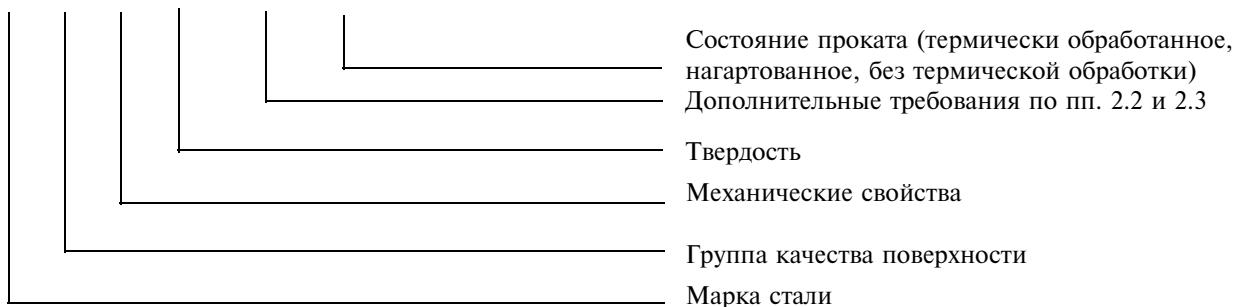 Состояние проката (термически обработанное,
нагартованное, без термической обработки)
Дополнительные требования по пп. 2.2 и 2.3
Твердость
Механические свойства
Группа качества поверхности
Марка стали